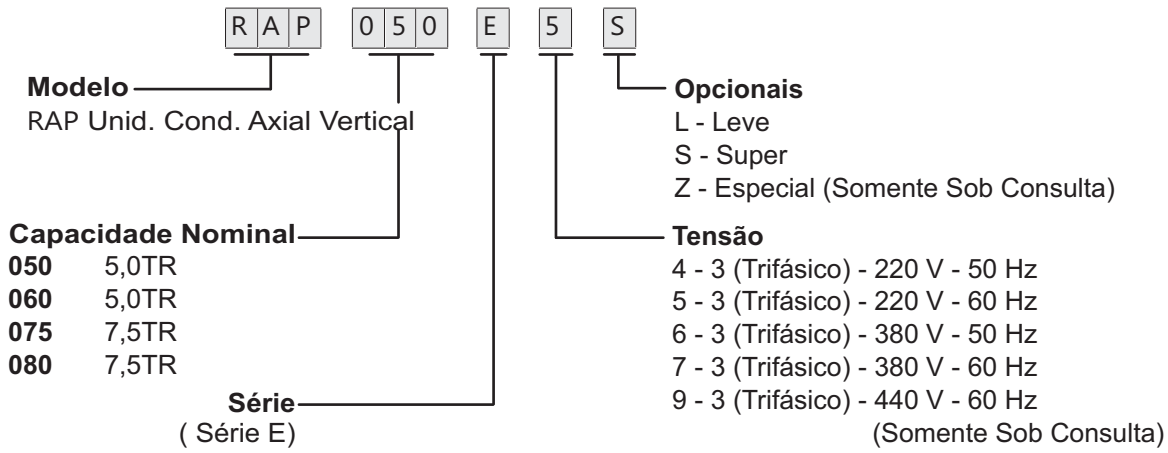 RAP 050 E 5 S
Modelo
RAP Unid. Cond. Axial Vertical
Capacidade Nominal
050 5,0TR
060 5,0TR
075 7,5TR
080 7,5TR
Série
( Série E)
Opcionais
L - Leve
S - Super
Z - Especial (Somente Sob Consulta)
Tensão
4 - 3 (Trifásico) - 220 V - 50 Hz
5 - 3 (Trifásico) - 220 V - 60 Hz
6 - 3 (Trifásico) - 380 V - 50 Hz
7 - 3 (Trifásico) - 380 V - 60 Hz
9 - 3 (Trifásico) - 440 V - 60 Hz
(Somente Sob Consulta)